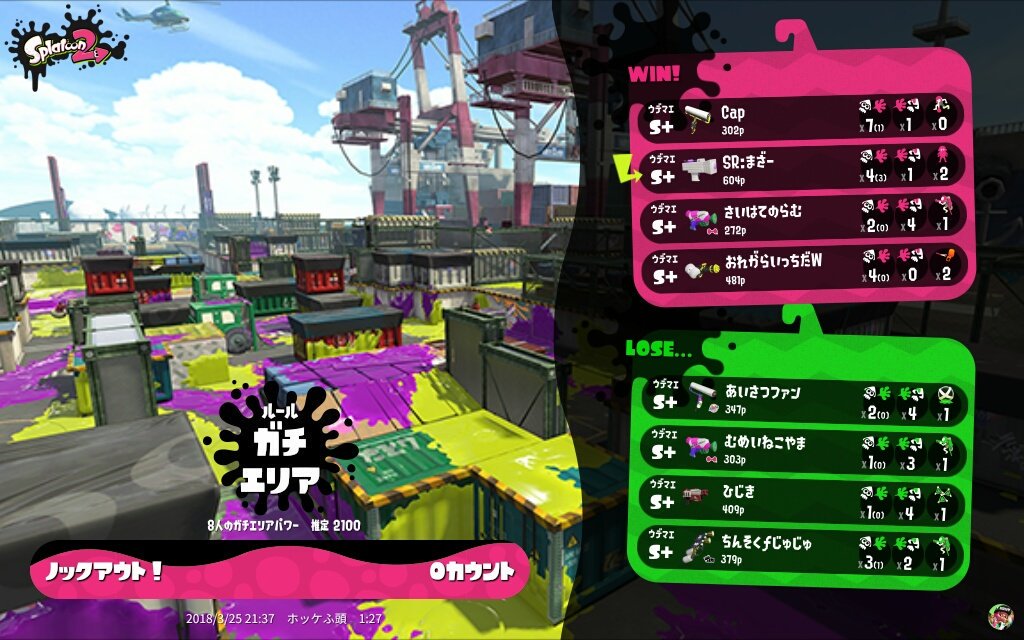 Splatoon 2
WIN!
ウデマエ
S+
Cap
302p
x7(1) x1 x0
ウデマエ
S+
SR:まざー
604p
x4(3) x1 x2
ウデマエ
S+
さいはてのらむ
272p
x2(0) x4 x1
ウデマエ
S+
おれがらいっちだW
481p
x4(0) x0 x2
LOSE...
ウデマエ
S+
あいさつファン
347p
x2(0) x4 x1
ウデマエ
S+
むめいねこやま
303p
x1(0) x3 x1
ウデマエ
S+
ひじき
409p
x1(0) x4 x1
ウデマエ
S+
ちんそくfじゅじゅ
379p
x3(1) x2 x1
ルール
ガチ
エリア
8人のガチエリアパワー 推定 2100
ノックアウト! 0カウント
2018/3/25 21:37 ホッケふ頭 1:27